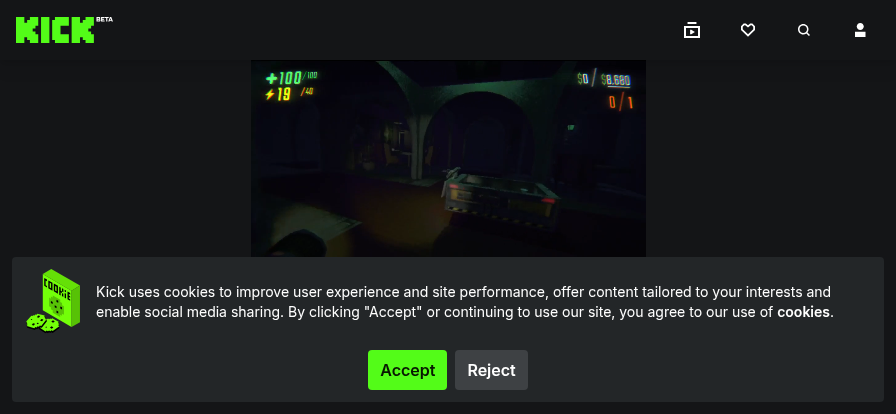 KICK BETA
+100/100
19 /40
$0 / $8,680
0/1
COOKIE
Kick uses cookies to improve user experience and site performance, offer content tailored to your interests and
enable social media sharing. By clicking "Accept" or continuing to use our site, you agree to our use of cookies.
Accept
Reject